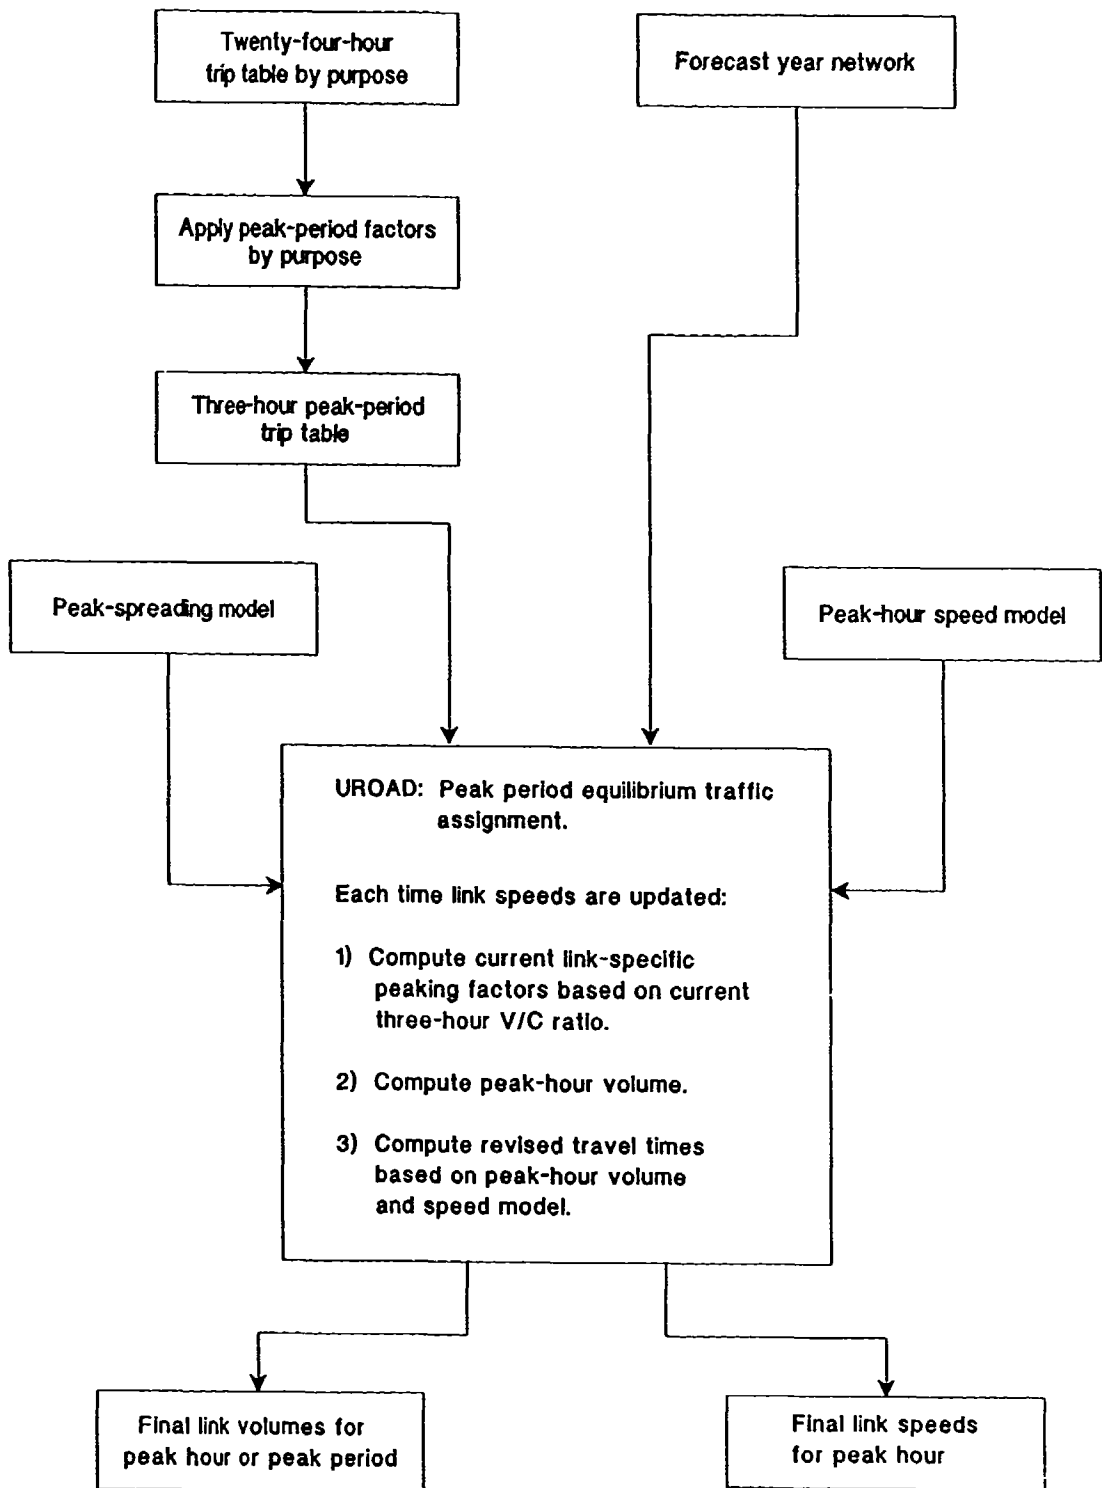 Twenty-four-hour
trip table by purpose
Forecast year network
Apply peak-period factors
by purpose
Three-hour peak-period
trip table
Peak-spreading model
Peak-hour speed model
UROAD: Peak period equilibrium traffic
assignment.
Each time link speeds are updated:
1) Compute current link-specific
peaking factors based on current
three-hour V/C ratio.
2) Compute peak-hour volume.
3) Compute revised travel times
based on peak-hour volume
and speed model.
Final link volumes for
peak hour or peak period
Final link speeds
for peak hour